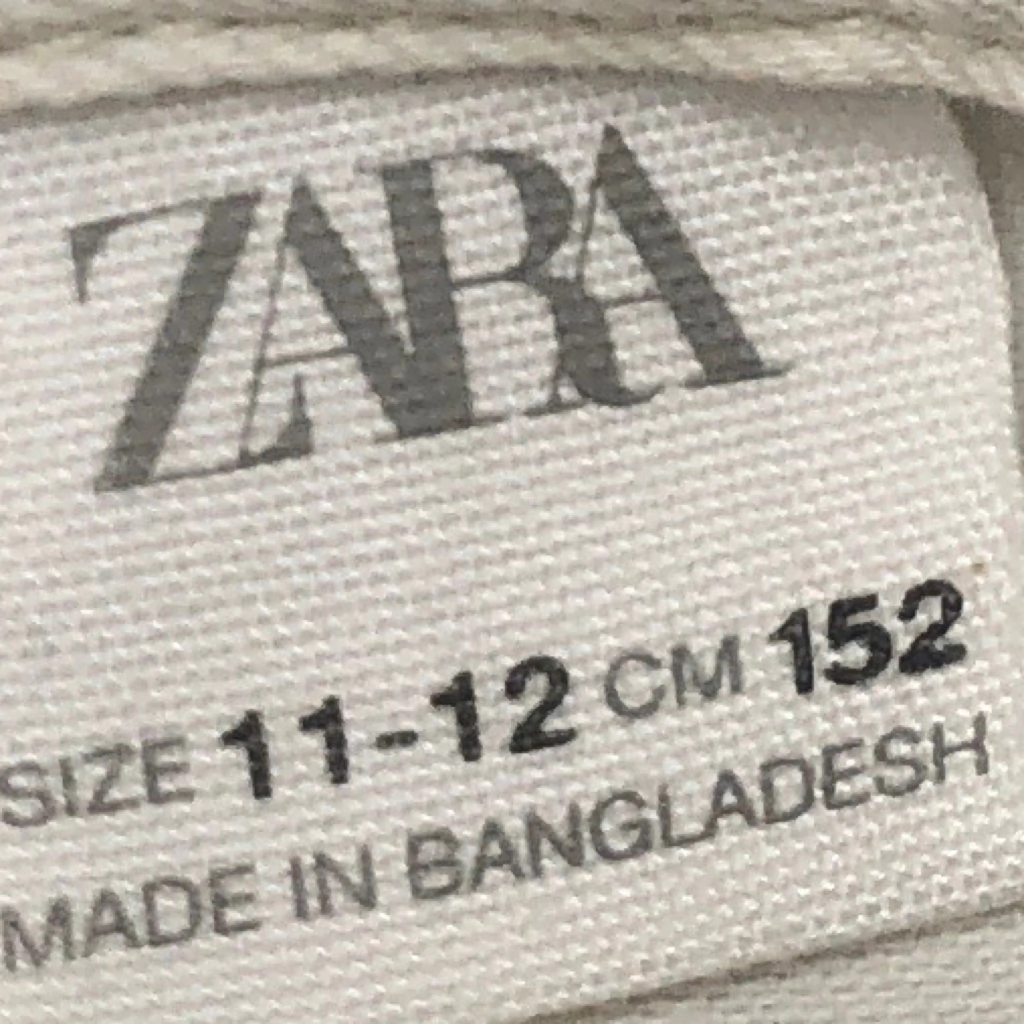 ZARA
SIZE 11-12 CM 152
MADE IN BANGLADESH